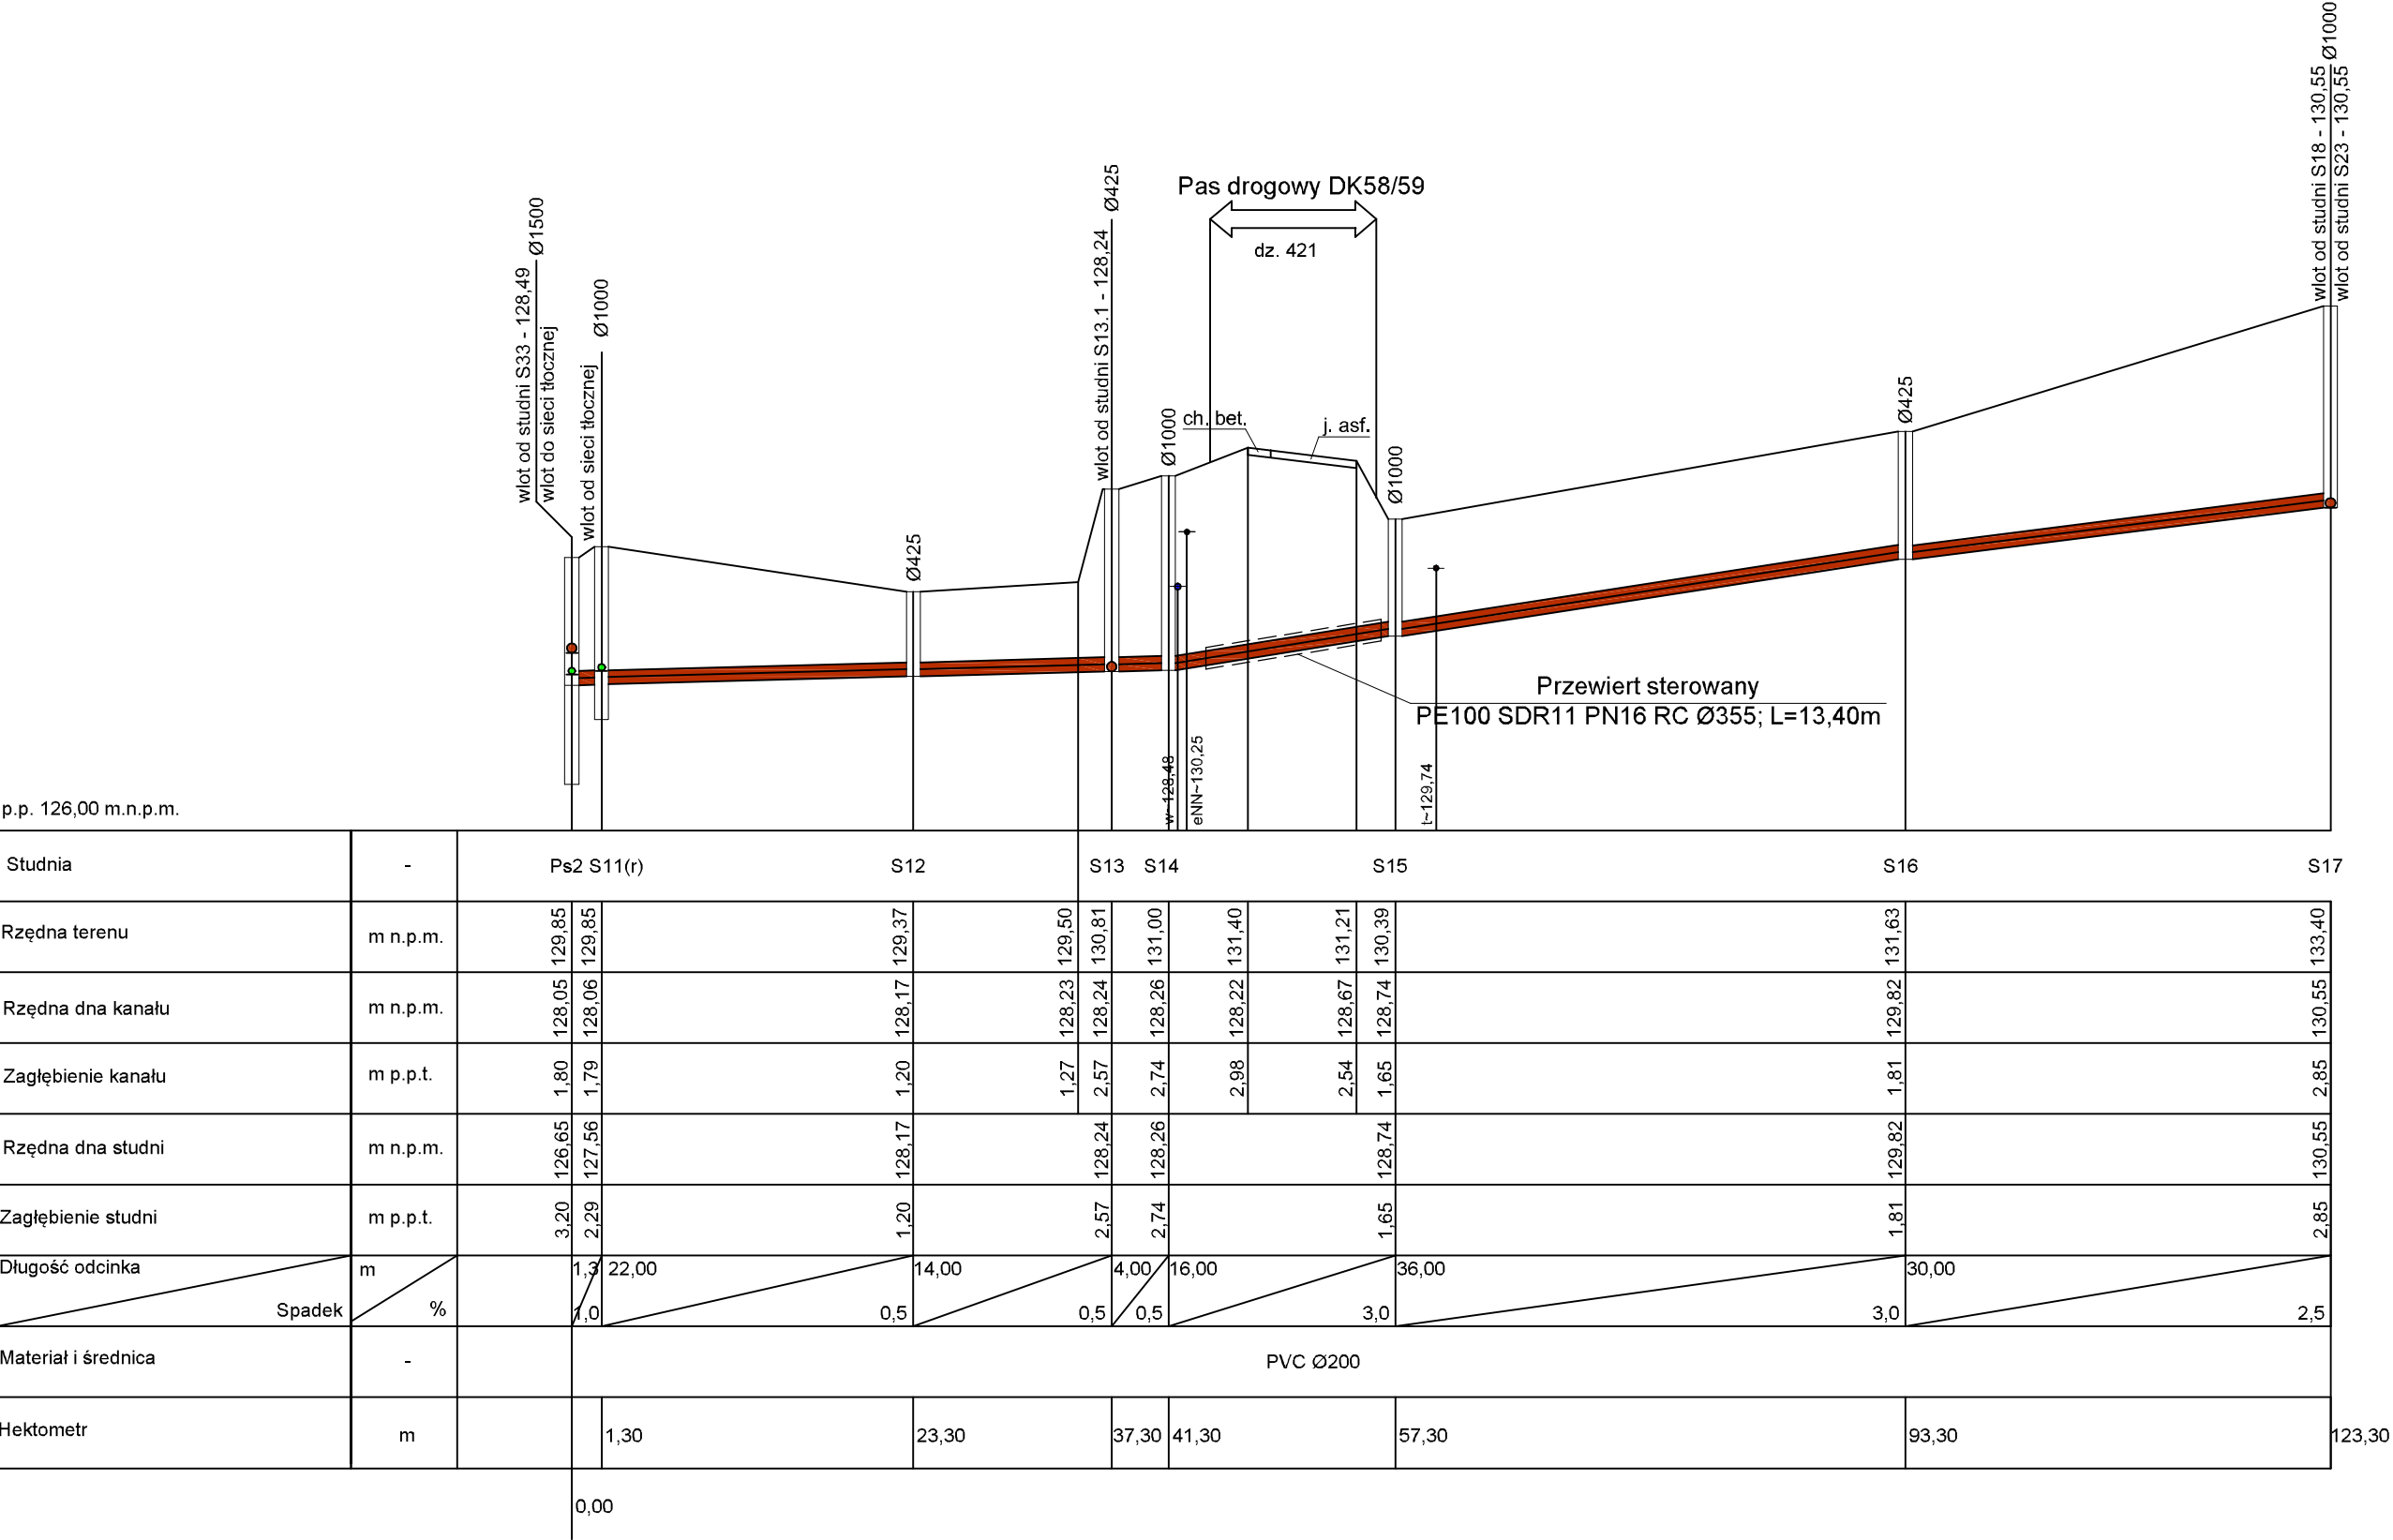 wlot od studni S18 - 130,55 Ø1000
wlot od studni S23 - 130,55
Ø425
wlot od studni S13.1 - 128,24
Pas drogowy DK58/59
dz. 421
Ø1500
wlot od studni S33 - 128,49
wlot do sieci tłocznej
Ø1000
wlot od sieci tłocznej
Ø425
Ø1000
ch. bet.
j. asf.
Ø1000
Ø425
Przewiert sterowany
PE100 SDR11 PN16 RC Ø355; L=13,40m
w~128,48
eNN~130,25
t~129,74
p.p. 126,00 m.n.p.m.
Studnia - Ps2 S11(r) S12 S13 S14 S15 S16 S17
Rzędna terenu m n.p.m. 129,85 129,85 129,37 129,50 130,81 131,00 131,40 131,21 130,39 131,63 133,40
Rzędna dna kanału m n.p.m. 128,05 128,06 128,17 128,23 128,24 128,26 128,22 128,67 128,74 129,82 130,55
Zagłębienie kanału m p.p.t. 1,80 1,79 1,20 1,27 2,57 2,74 2,98 2,54 1,65 1,81 2,85
Rzędna dna studni m n.p.m. 126,65 127,56 128,17 128,24 128,26 128,74 129,82 130,55
Zagłębienie studni m p.p.t. 3,20 2,29 1,20 2,57 2,74 1,65 1,81 2,85
Długość odcinka m 1,3 22,00 14,00 4,00 16,00 36,00 30,00
Spadek % 1,0 0,5 0,5 0,5 3,0 3,0 2,5
Materiał i średnica - PVC Ø200
Hektometr m 1,30 23,30 37,30 41,30 57,30 93,30 123,30
0,00